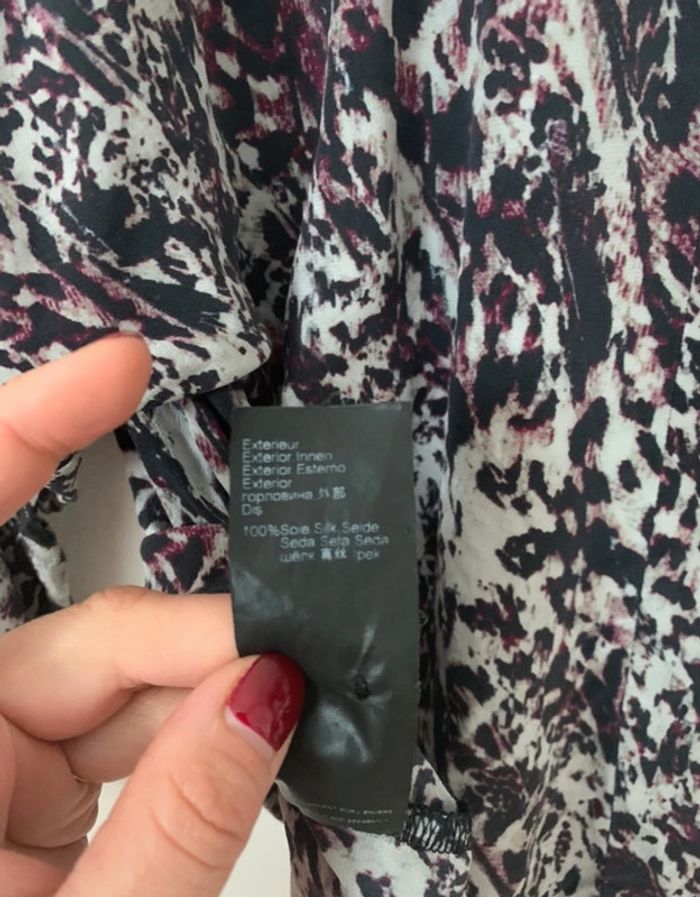 Exterieur
Exterior.Innen
Exterior.Esterno
Exterior
горловина.外部
Dış
100%Soie.Silk.Seide
Seda.Seta.Seda
шёлк 真丝 İpek